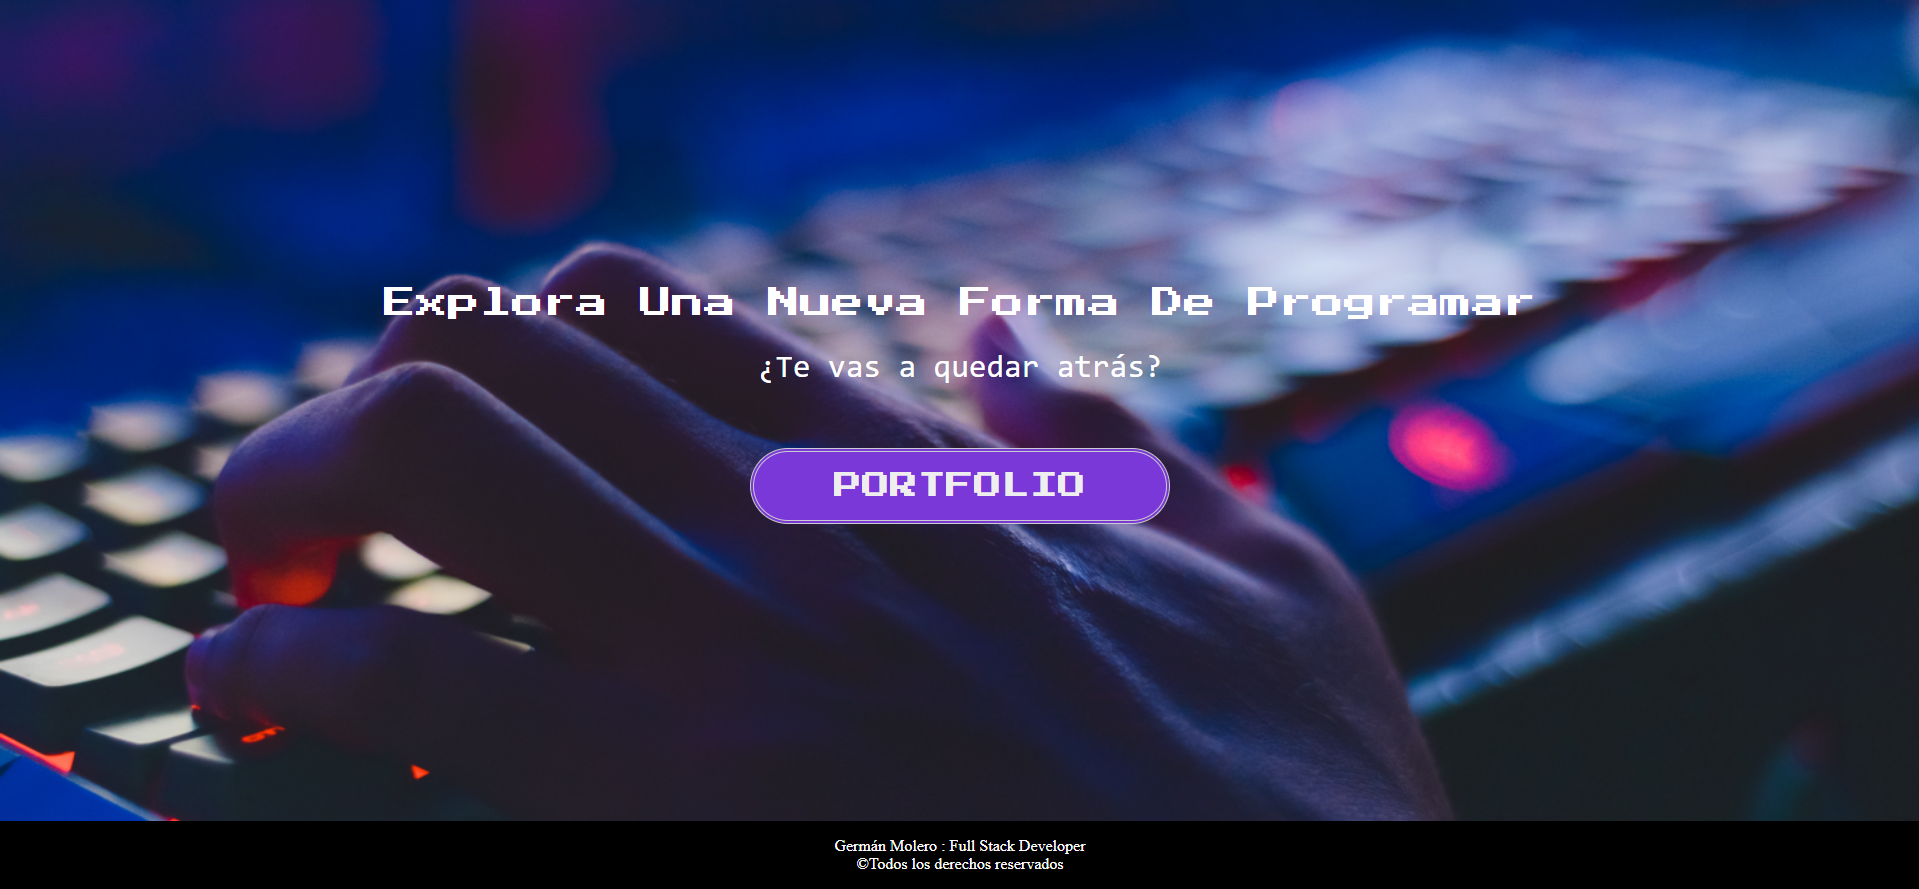 Explora Una Nueva Forma De Programar
¿Te vas a quedar atrás?
PORTFOLIO
Germán Molero : Full Stack Developer
©Todos los derechos reservados